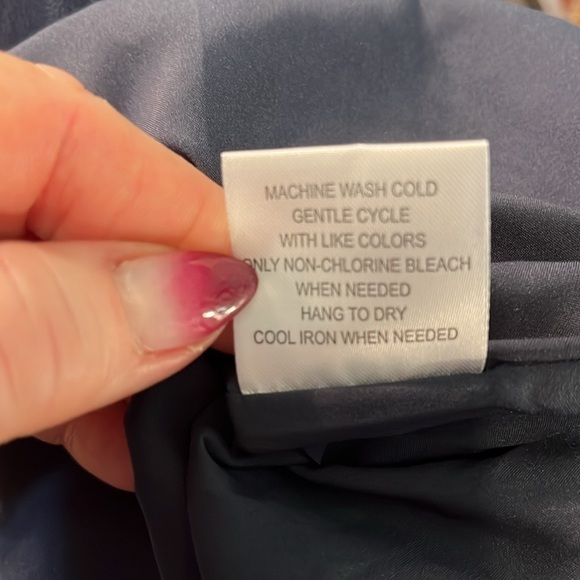 MACHINE WASH COLD
GENTLE CYCLE
WITH LIKE COLORS
ONLY NON-CHLORINE BLEACH
WHEN NEEDED
HANG TO DRY
COOL IRON WHEN NEEDED